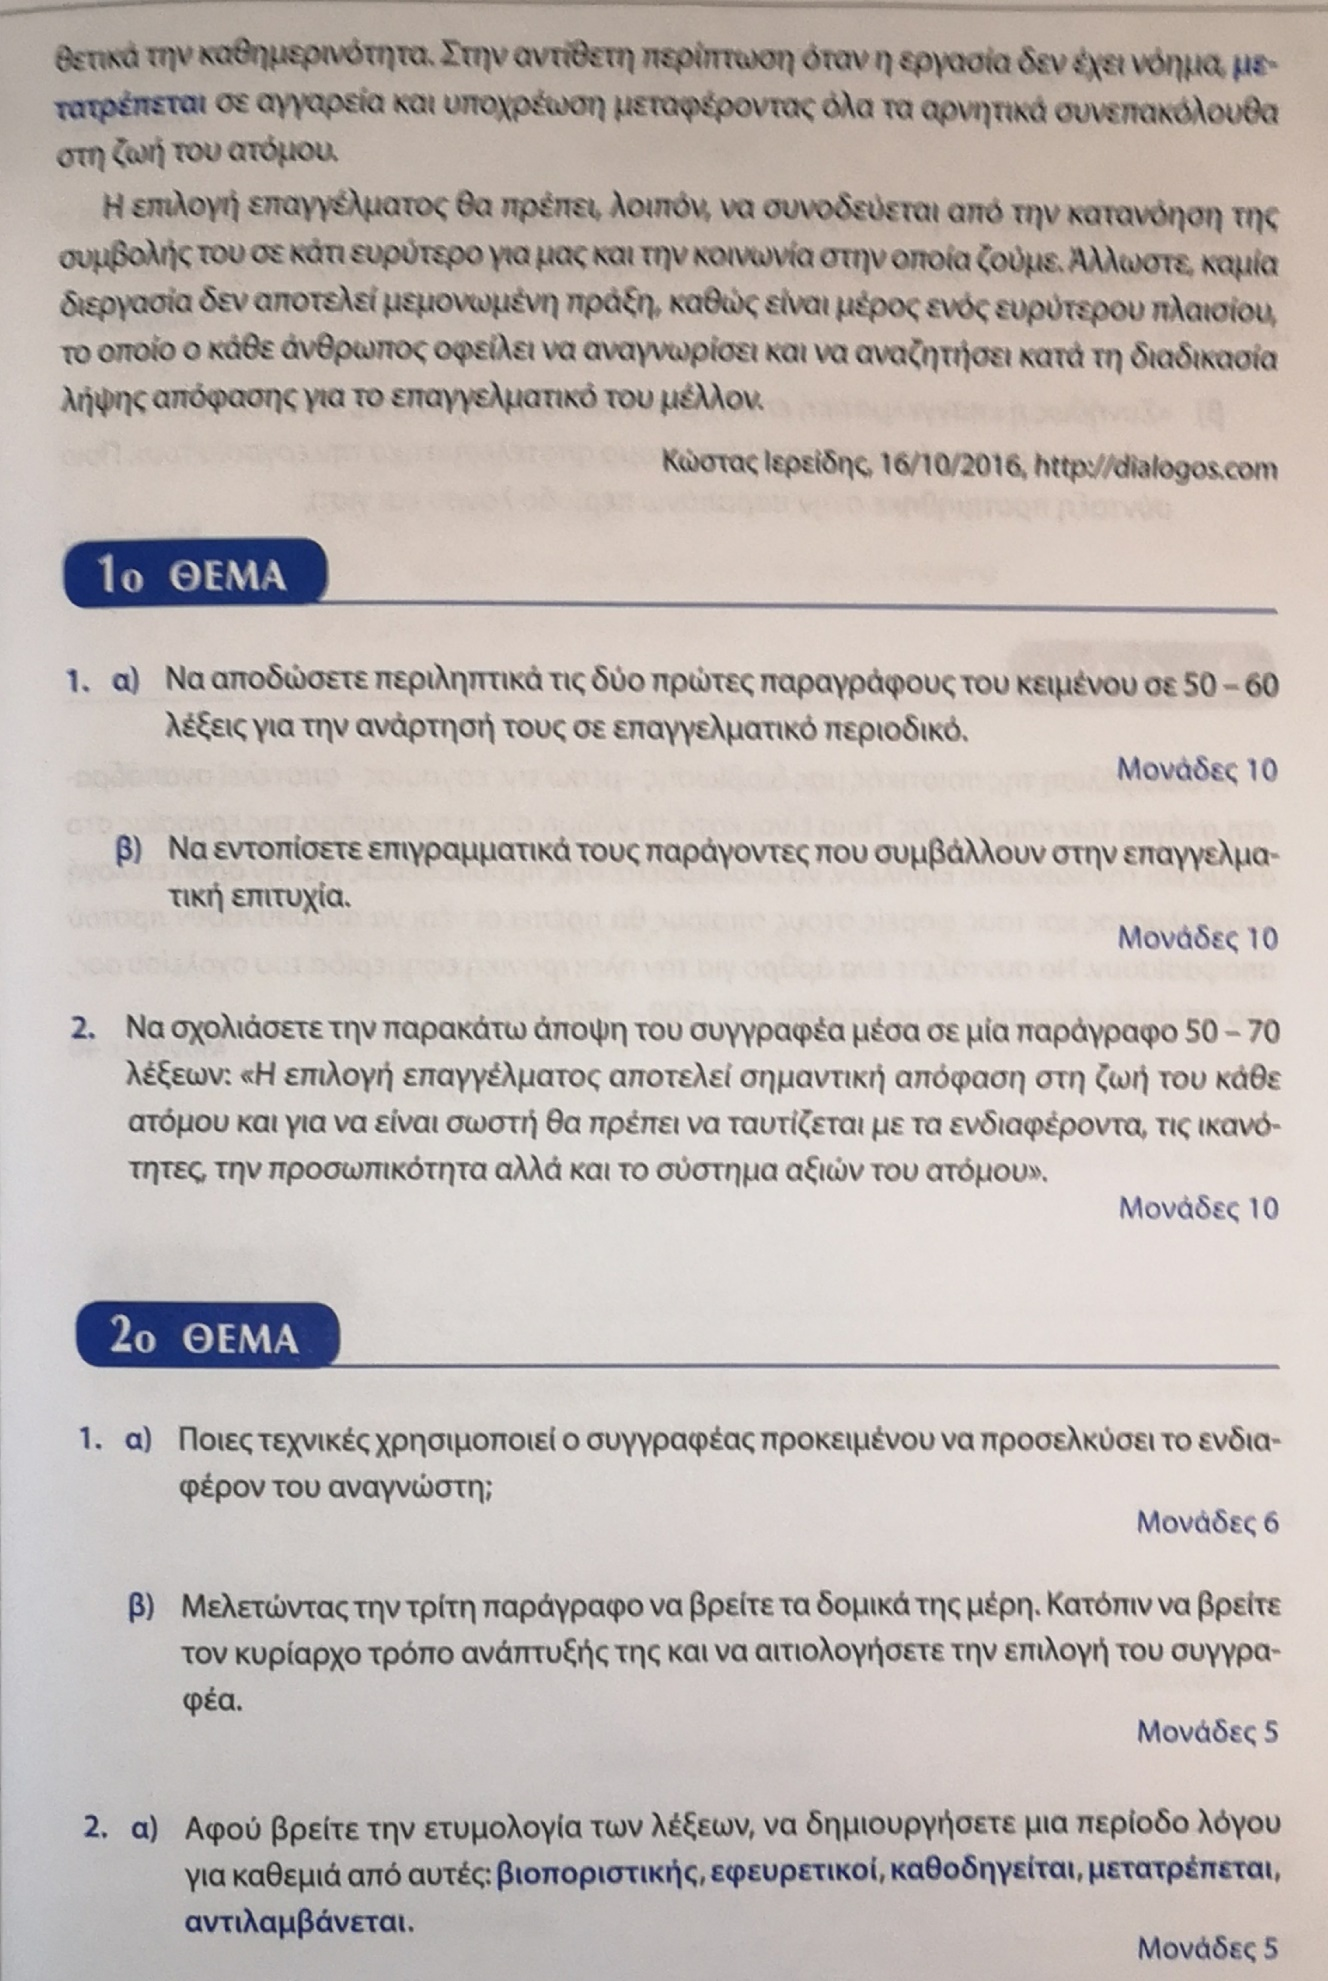 θετικά την καθημερινότητα. Στην αντίθετη περίπτωση όταν η εργασία δεν έχει νόημα, με-
τατρέπεται σε αγγαρεία και υποχρέωση μεταφέροντας όλα τα αρνητικά συνεπακόλουθα
στη ζωή του ατόμου.
Η επιλογή επαγγέλματος θα πρέπει, λοιπόν, να συνοδεύεται από την κατανόηση της
συμβολής του σε κάτι ευρύτερο για μας και την κοινωνία στην οποία ζούμε. Άλλωστε, καμία
διεργασία δεν αποτελεί μεμονωμένη πράξη, καθώς είναι μέρος ενός ευρύτερου πλαισίου,
το οποίο ο κάθε άνθρωπος οφείλει να αναγνωρίσει και να αναζητήσει κατά τη διαδικασία
λήψης απόφασης για το επαγγελματικό του μέλλον.
Κώστας Ιερείδης, 16/10/2016, http://dialogos.com
1ο ΘΕΜΑ
1. α) Να αποδώσετε περιληπτικά τις δύο πρώτες παραγράφους του κειμένου σε 50 – 60
λέξεις για την ανάρτησή τους σε επαγγελματικό περιοδικό.
Μονάδες 10
β) Να εντοπίσετε επιγραμματικά τους παράγοντες που συμβάλλουν στην επαγγελμα-
τική επιτυχία.
Μονάδες 10
2. Να σχολιάσετε την παρακάτω άποψη του συγγραφέα μέσα σε μία παράγραφο 50 – 70
λέξεων: «Η επιλογή επαγγέλματος αποτελεί σημαντική απόφαση στη ζωή του κάθε
ατόμου και για να είναι σωστή θα πρέπει να ταυτίζεται με τα ενδιαφέροντα, τις ικανό-
τητες, την προσωπικότητα αλλά και το σύστημα αξιών του ατόμου».
Μονάδες 10
2ο ΘΕΜΑ
1. α) Ποιες τεχνικές χρησιμοποιεί ο συγγραφέας προκειμένου να προσελκύσει το ενδια-
φέρον του αναγνώστη;
Μονάδες 6
β) Μελετώντας την τρίτη παράγραφο να βρείτε τα δομικά της μέρη. Κατόπιν να βρείτε
τον κυρίαρχο τρόπο ανάπτυξής της και να αιτιολογήσετε την επιλογή του συγγρα-
φέα.
Μονάδες 5
2. α) Αφού βρείτε την ετυμολογία των λέξεων, να δημιουργήσετε μια περίοδο λόγου
για καθεμιά από αυτές: βιοποριστικής, εφευρετικοί, καθοδηγείται, μετατρέπεται,
αντιλαμβάνεται.
Μονάδες 5